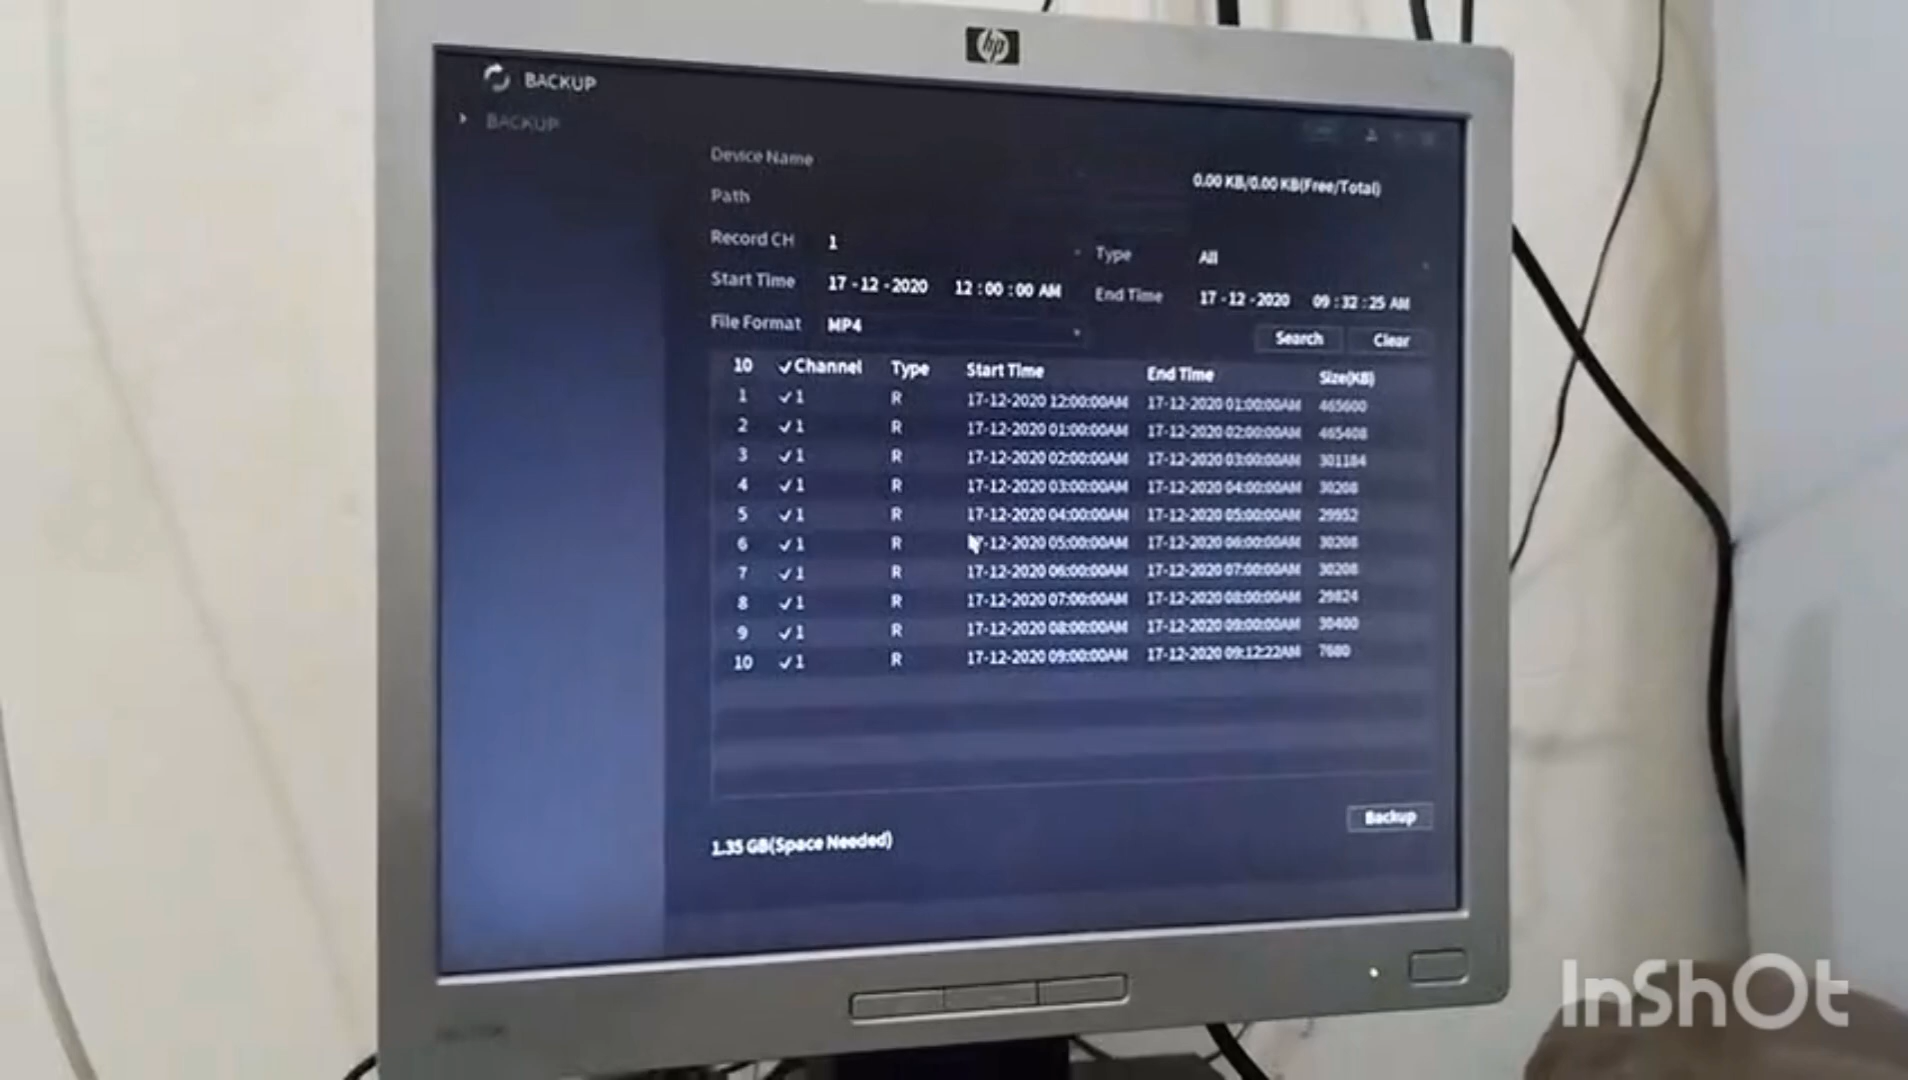 hp
BACKUP
BACKUP
Device Name
0.00 KB/0.00 KB(Free/Total)
Path
Record CH 1 Type All
Start Time 17 -12 -2020 12 : 00 : 00 AM End Time 17 -12 -2020 09 : 32 : 25 AM
File Format MP4
Search Clear
10 ✓Channel Type Start Time End Time Size(KB)
1 ✓1 R 17-12-2020 12:00:00AM 17-12-2020 01:00:00AM 465600
2 ✓1 R 17-12-2020 01:00:00AM 17-12-2020 02:00:00AM 465408
3 ✓1 R 17-12-2020 02:00:00AM 17-12-2020 03:00:00AM 301184
4 ✓1 R 17-12-2020 03:00:00AM 17-12-2020 04:00:00AM 30208
5 ✓1 R 17-12-2020 04:00:00AM 17-12-2020 05:00:00AM 29952
6 ✓1 R -12-2020 05:00:00AM 17-12-2020 06:00:00AM 30208
7 ✓1 R 17-12-2020 06:00:00AM 17-12-2020 07:00:00AM 30208
8 ✓1 R 17-12-2020 07:00:00AM 17-12-2020 08:00:00AM 29824
9 ✓1 R 17-12-2020 08:00:00AM 17-12-2020 09:00:00AM 30400
10 ✓1 R 17-12-2020 09:00:00AM 17-12-2020 09:12:22AM 7680
Backup
1.35 GB(Space Needed)
InShOt